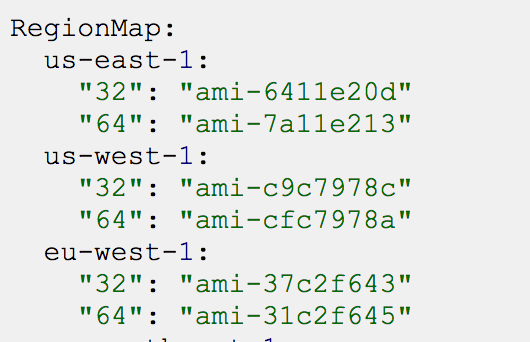 RegionMap:
  us-east-1:
    "32": "ami-6411e20d"
    "64": "ami-7a11e213"
  us-west-1:
    "32": "ami-c9c7978c"
    "64": "ami-cfc7978a"
  eu-west-1:
    "32": "ami-37c2f643"
    "64": "ami-31c2f645"